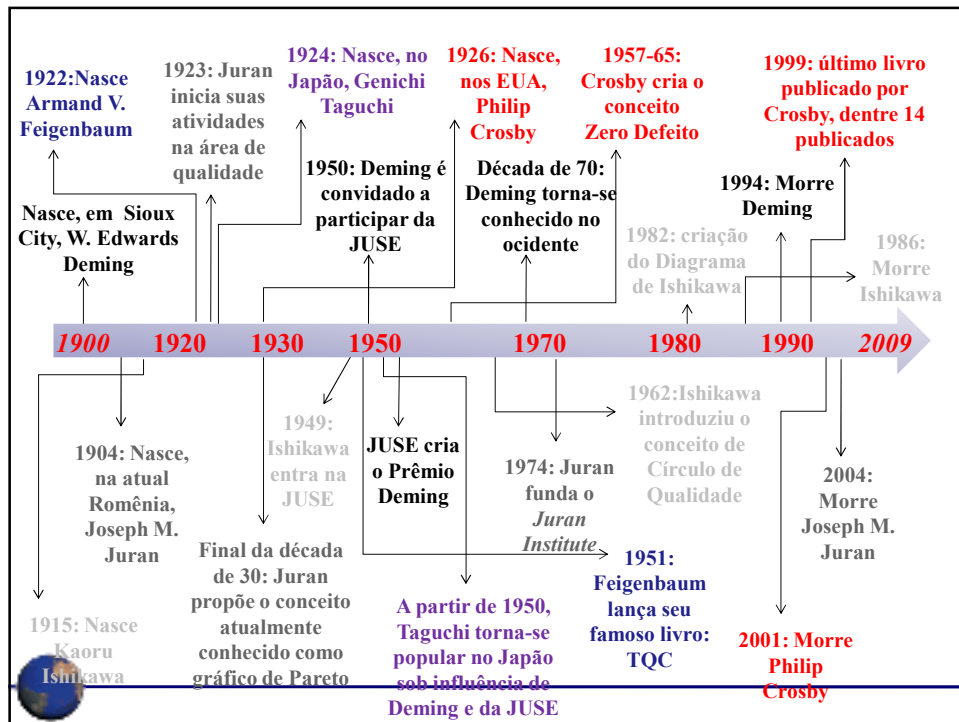 1922:Nasce
Armand V.
Feigenbaum
1923: Juran
inicia suas
atividades
na área de
qualidade
1924: Nasce, no
Japão, Genichi
Taguchi
1926: Nasce,
nos EUA,
Philip
Crosby
1957-65:
Crosby cria o
conceito
Zero Defeito
1999: último livro
publicado por
Crosby, dentre 14
publicados
Nasce, em Sioux
City, W. Edwards
Deming
1950: Deming é
convidado a
participar da
JUSE
Década de 70:
Deming torna-se
conhecido no
ocidente
1982: criação
do Diagrama
de Ishikawa
1994: Morre
Deming
1986:
Morre
Ishikawa
1900 1920 1930 1950 1970 1980 1990 2009
1915: Nasce
Kaoru
Ishikawa
1904: Nasce,
na atual
Romênia,
Joseph M.
Juran
Final da década
de 30: Juran
propõe o conceito
atualmente
conhecido como
gráfico de Pareto
1949:
Ishikawa
entra na
JUSE
JUSE cria
o Prêmio
Deming
A partir de 1950,
Taguchi torna-se
popular no Japão
sob influência de
Deming e da JUSE
1974: Juran
funda o
Juran
Institute
1962:Ishikawa
introduziu o
conceito de
Círculo de
Qualidade
1951:
Feigenbaum
lança seu
famoso livro:
TQC
2001: Morre
Philip
Crosby
2004:
Morre
Joseph M.
Juran